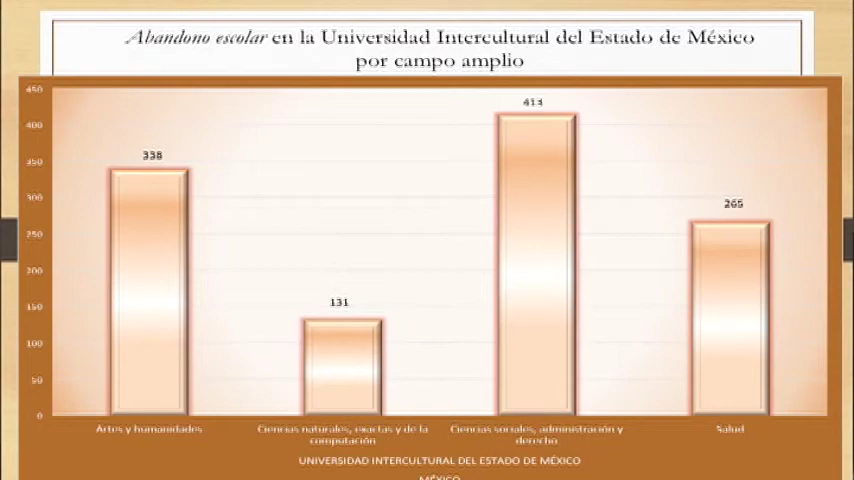 Abandono escolar en la Universidad Intercultural del Estado de México
por campo amplio
450
400
350
300
250
200
150
100
50
0
338
131
413
265
Artes y humanidades
Ciencias naturales, exactas y de la
computación
Ciencias sociales, administración y
derecho
Salud
UNIVERSIDAD INTERCULTURAL DEL ESTADO DE MÉXICO
MÉXICO